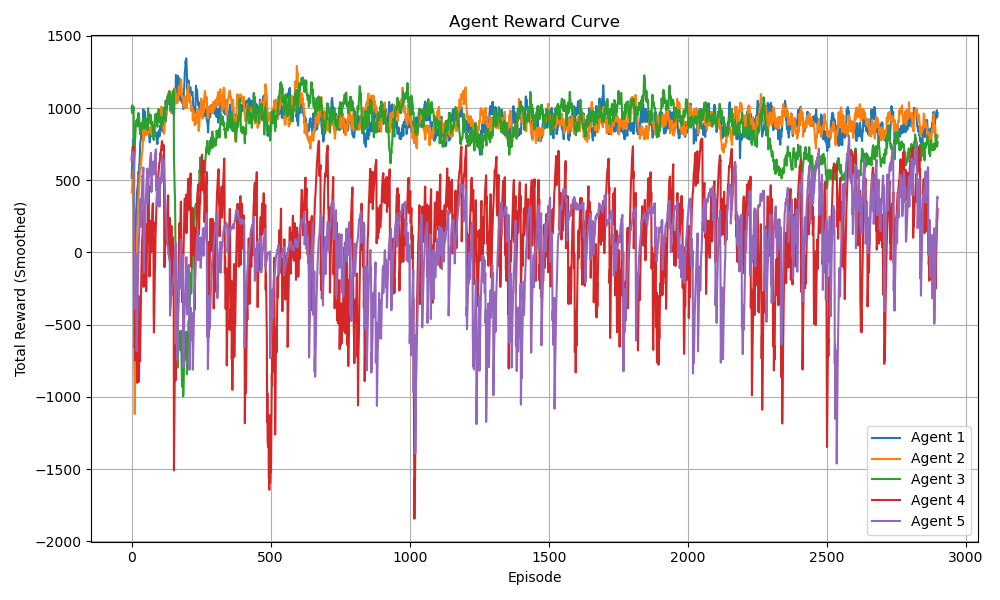 Agent Reward Curve
Total Reward (Smoothed)
1500
1000
500
0
−500
−1000
−1500
−2000
0
500
1000
1500
2000
2500
3000
Episode
Agent 1
Agent 2
Agent 3
Agent 4
Agent 5